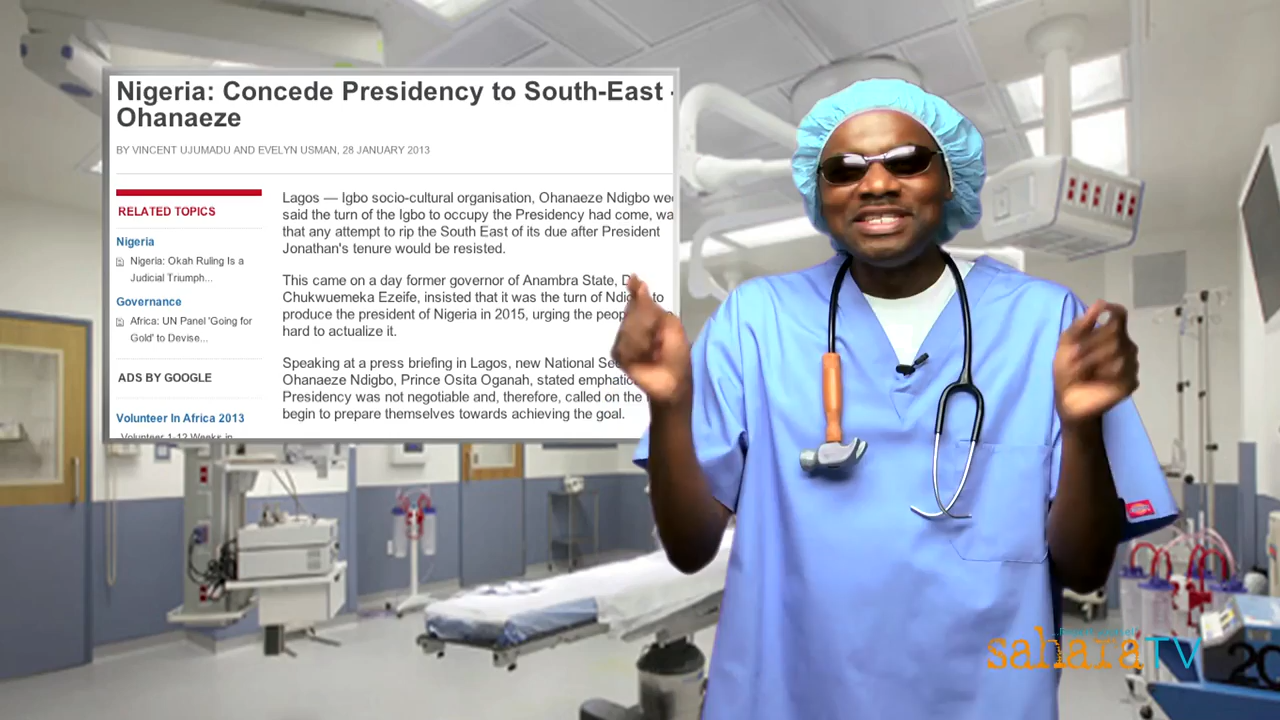 Nigeria: Concede Presidency to South-East -
Ohanaeze
BY VINCENT UJUMADU AND EVELYN USMAN, 28 JANUARY 2013
RELATED TOPICS
Nigeria
Nigeria: Okah Ruling Is a
Judicial Triumph...
Governance
Africa: UN Panel 'Going for
Gold' to Devise...
ADS BY GOOGLE
Volunteer In Africa 2013
Volunteer 1-12 Weeks in
Lagos — Igbo socio-cultural organisation, Ohanaeze Ndigbo
said the turn of the Igbo to occupy the Presidency had come,
that any attempt to rip the South East of its due after President
Jonathan's tenure would be resisted.
This came on a day former governor of Anambra State,
Chukwuemeka Ezeife, insisted that it was the turn of to
produce the president of Nigeria in 2015, urging the
hard to actualize it.
Speaking at a press briefing in Lagos, new National
Ohanaeze Ndigbo, Prince Osita Oganah, stated
Presidency was not negotiable and, therefore, called on the
begin to prepare themselves towards achieving the goal.
saharaTV
20